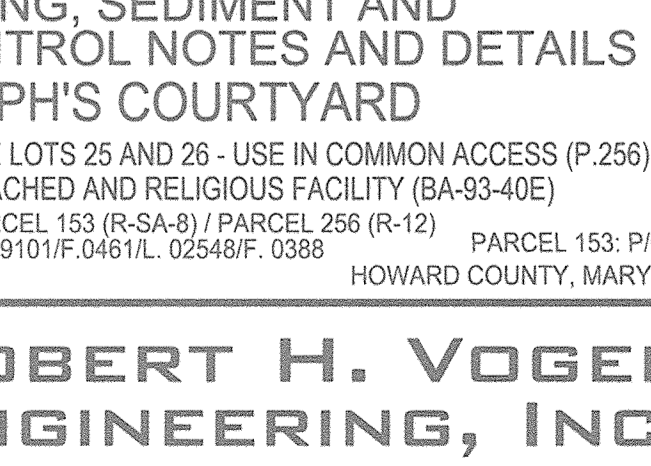 NG, SEDIMENT AND
TROL NOTES AND DETAILS
PH'S COURTYARD
LOTS 25 AND 26 - USE IN COMMON ACCESS (P.256)
ACHED AND RELIGIOUS FACILITY (BA-93-40E)
CEL 153 (R-SA-8) / PARCEL 256 (R-12)
9101/F.0461/L. 02548/F. 0388 PARCEL 153: P/
HOWARD COUNTY, MARY
OBERT H. VOGEL
NGINEERING, INC